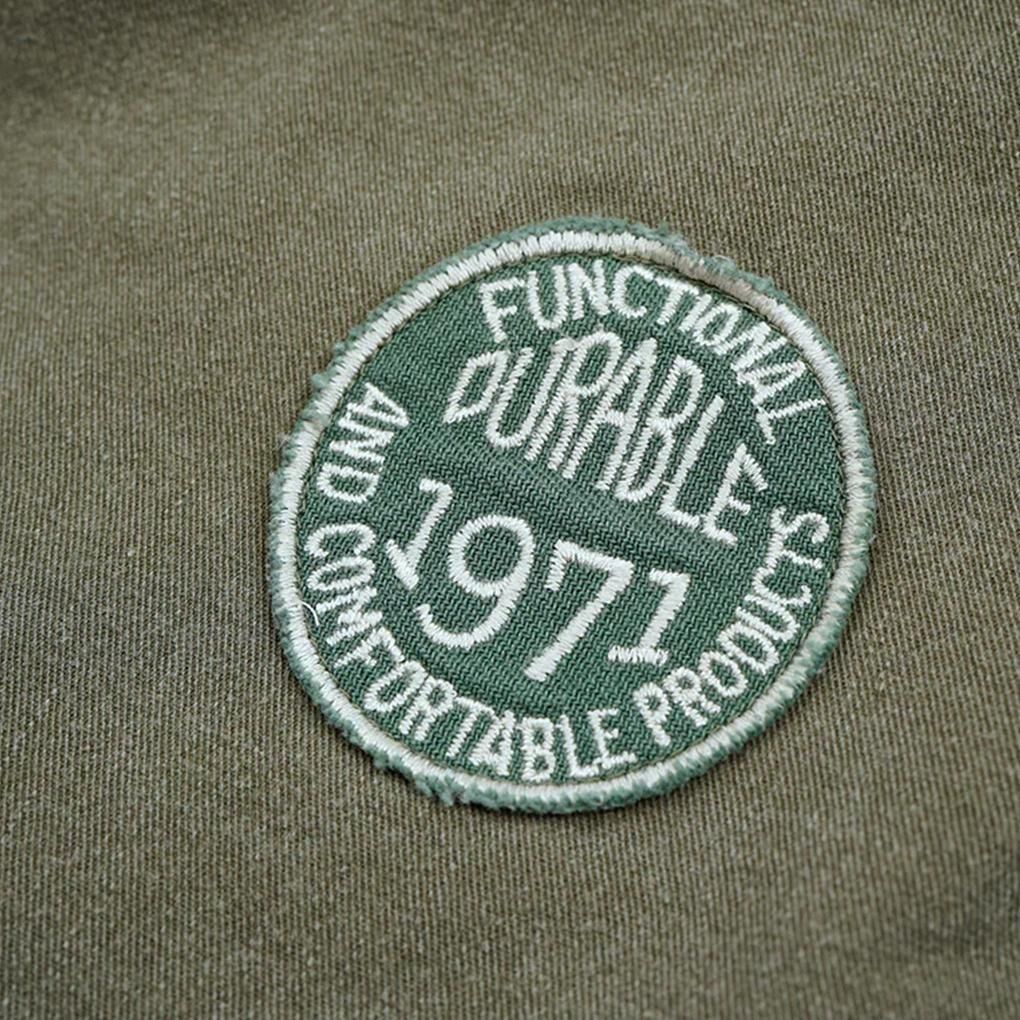 FUNCTIONAL
DURABLE
1971
AND COMFORTABLE PRODUCTS